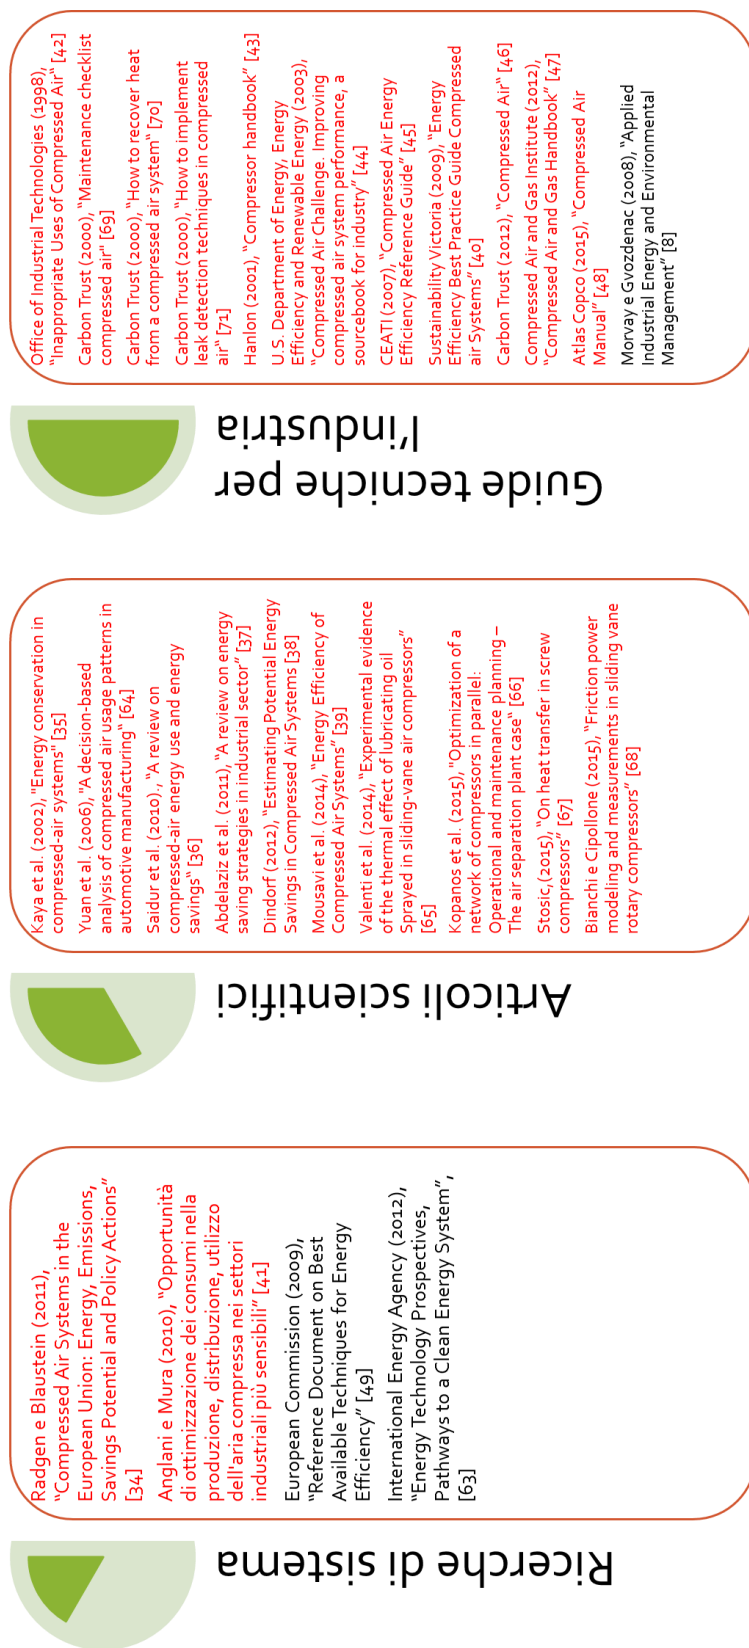 Ricerche di sistema
Radgen e Blaustein (2011),
“Compressed Air Systems in the
European Union: Energy, Emissions,
Savings Potential and Policy Actions”
[34]
Anglani e Mura (2010), “Opportunità
di ottimizzazione dei consumi nella
produzione, distribuzione, utilizzo
dell'aria compressa nei settori
industriali più sensibili” [41]
European Commission (2009),
“Reference Document on Best
Available Techniques for Energy
Efficiency” [49]
International Energy Agency (2012),
“Energy Technology Prospectives,
Pathways to a Clean Energy System”,
[63]
Articoli scientifici
Kaya et al. (2002), "Energy conservation in
compressed-air systems" [35]
Yuan et al. (2006), "A decision-based
analysis of compressed air usage patterns in
automotive manufacturing“ [64]
Saidur et al. (2010)., “A review on
compressed-air energy use and energy
savings“ [36]
Abdelaziz et al. (2011), “A review on energy
saving strategies in industrial sector” [37]
Dindorf (2012), “Estimating Potential Energy
Savings in Compressed Air Systems [38]
Mousavi et al. (2014), “Energy Efficiency of
Compressed Air Systems” [39]
Valenti et al. (2014), “Experimental evidence
of the thermal effect of lubricating oil
Sprayed in sliding-vane air compressors”
[65]
Kopanos et al. (2015), "Optimization of a
network of compressors in parallel:
Operational and maintenance planning –
The air separation plant case“ [66]
Stosic,(2015), “On heat transfer in screw
compressors” [67]
Bianchi e Cipollone (2015), “Friction power
modeling and measurements in sliding vane
rotary compressors” [68]
Guide tecniche per
l’industria
Office of Industrial Technologies (1998),
“Inappropriate Uses of Compressed Air“ [42]
Carbon Trust (2000), “Maintenance checklist
compressed air“ [69]
Carbon Trust (2000), “How to recover heat
from a compressed air system“ [70]
Carbon Trust (2000), “How to implement
leak detection techniques in compressed
air“ [71]
Hanlon (2001), “Compressor handbook” [43]
U.S. Department of Energy, Energy
Efficiency and Renewable Energy (2003),
“Compressed Air Challenge. Improving
compressed air system performance, a
sourcebook for industry” [44]
CEATI (2007), “Compressed Air Energy
Efficiency Reference Guide” [45]
Sustainability Victoria (2009), “Energy
Efficiency Best Practice Guide Compressed
air Systems” [40]
Carbon Trust (2012), “Compressed Air“ [46]
Compressed Air and Gas Institute (2012),
“Compressed Air and Gas Handbook” [47]
Atlas Copco (2015), “Compressed Air
Manual” [48]
Morvay e Gvozdenac (2008), “Applied
Industrial Energy and Environmental
Management” [8]